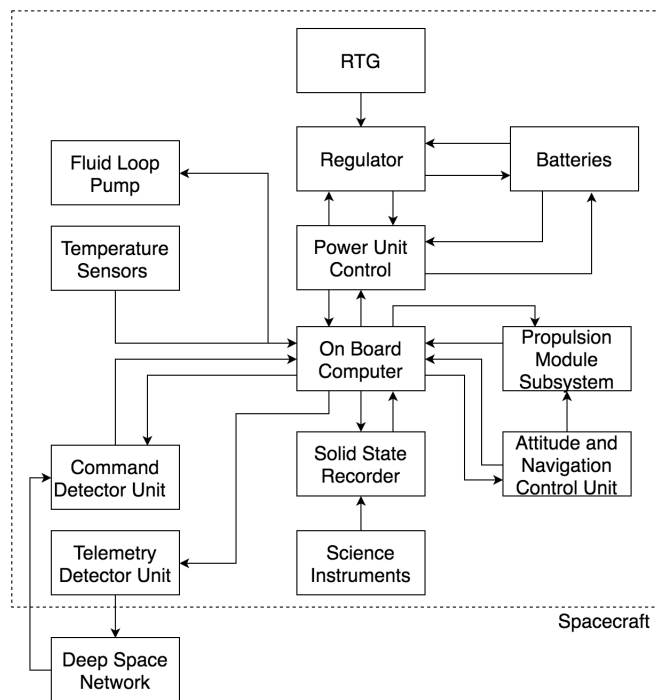 RTG
Regulator
Batteries
Fluid Loop
Pump
Temperature
Sensors
Power Unit
Control
On Board
Computer
Propulsion
Module
Subsystem
Command
Detector Unit
Solid State
Recorder
Attitude and
Navigation
Control Unit
Telemetry
Detector Unit
Science
Instruments
Spacecraft
Deep Space
Network